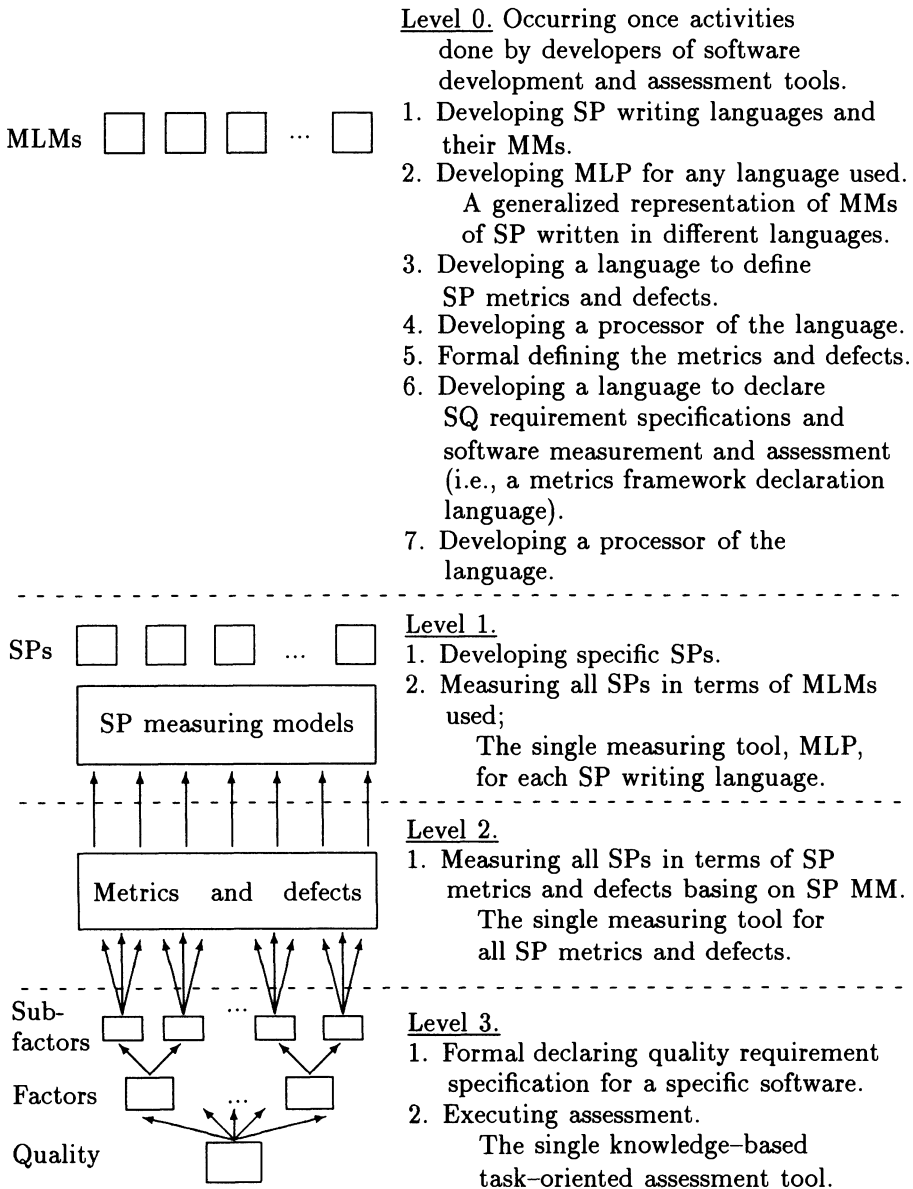 Level 0. Occurring once activities
done by developers of software
development and assessment tools.
MLMs
...
1. Developing SP writing languages and
their MMs.
2. Developing MLP for any language used.
A generalized representation of MMs
of SP written in different languages.
3. Developing a language to define
SP metrics and defects.
4. Developing a processor of the language.
5. Formal defining the metrics and defects.
6. Developing a language to declare
SQ requirement specifications and
software measurement and assessment
(i.e., a metrics framework declaration
language).
7. Developing a processor of the
language.
SPs
...
SP measuring models
Level 1.
1. Developing specific SPs.
2. Measuring all SPs in terms of MLMs
used;
The single measuring tool, MLP,
for each SP writing language.
Metrics and defects
Level 2.
1. Measuring all SPs in terms of SP
metrics and defects basing on SP MM.
The single measuring tool for
all SP metrics and defects.
Sub-
factors
...
Factors
...
Quality
Level 3.
1. Formal declaring quality requirement
specification for a specific software.
2. Executing assessment.
The single knowledge–based
task–oriented assessment tool.